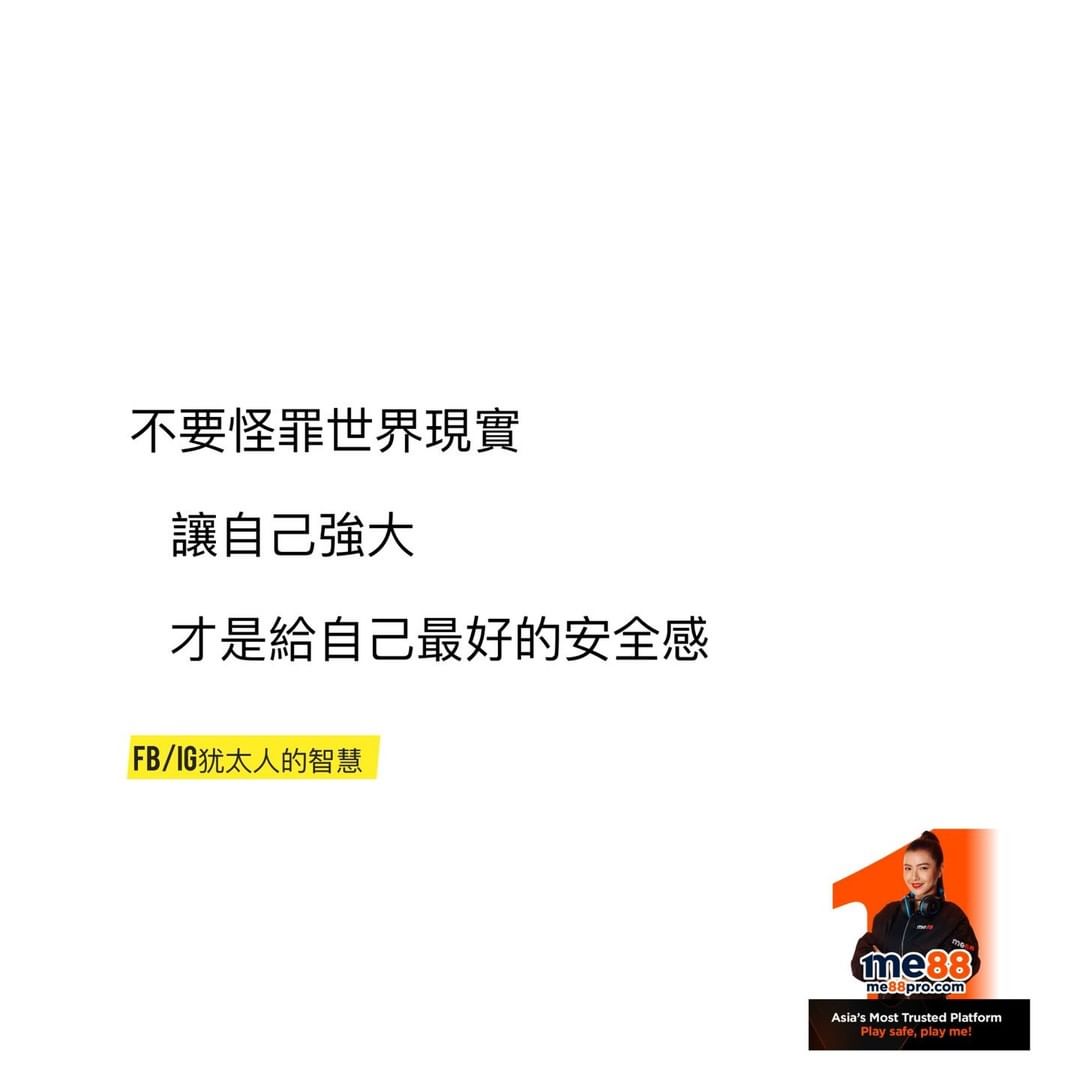 不要怪罪世界現實
讓自己強大
才是給自己最好的安全感
FB/IG犹太人的智慧
me88
me88
1me88
me88pro.com
Asia's Most Trusted Platform
Play safe, play me!